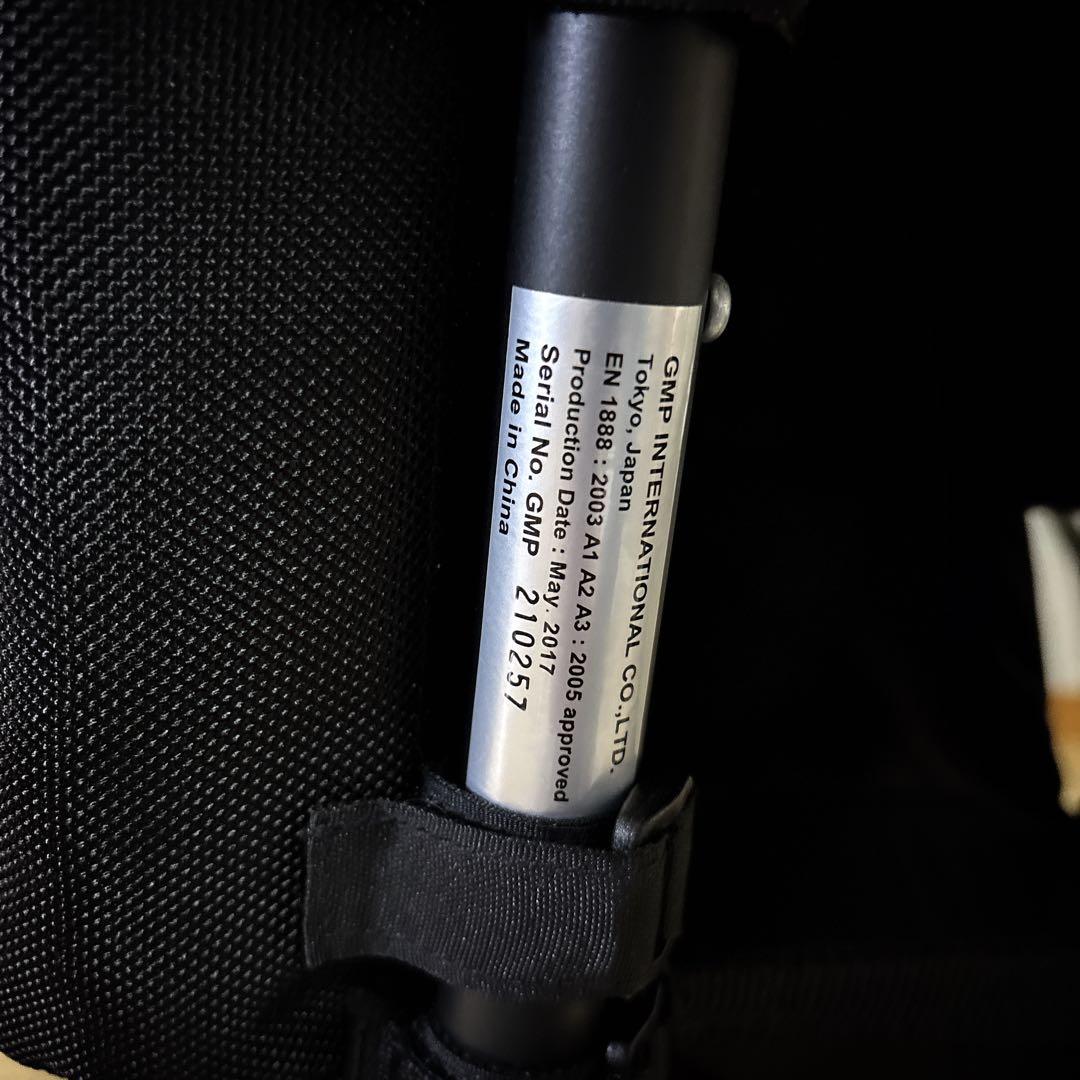 GMP INTERNATIONAL CO.,LTD.
Tokyo, Japan
EN 1888 : 2003 A1 A2 A3 : 2005 approved
Production Date : May. 2017
Serial No. GMP 210257
Made in China